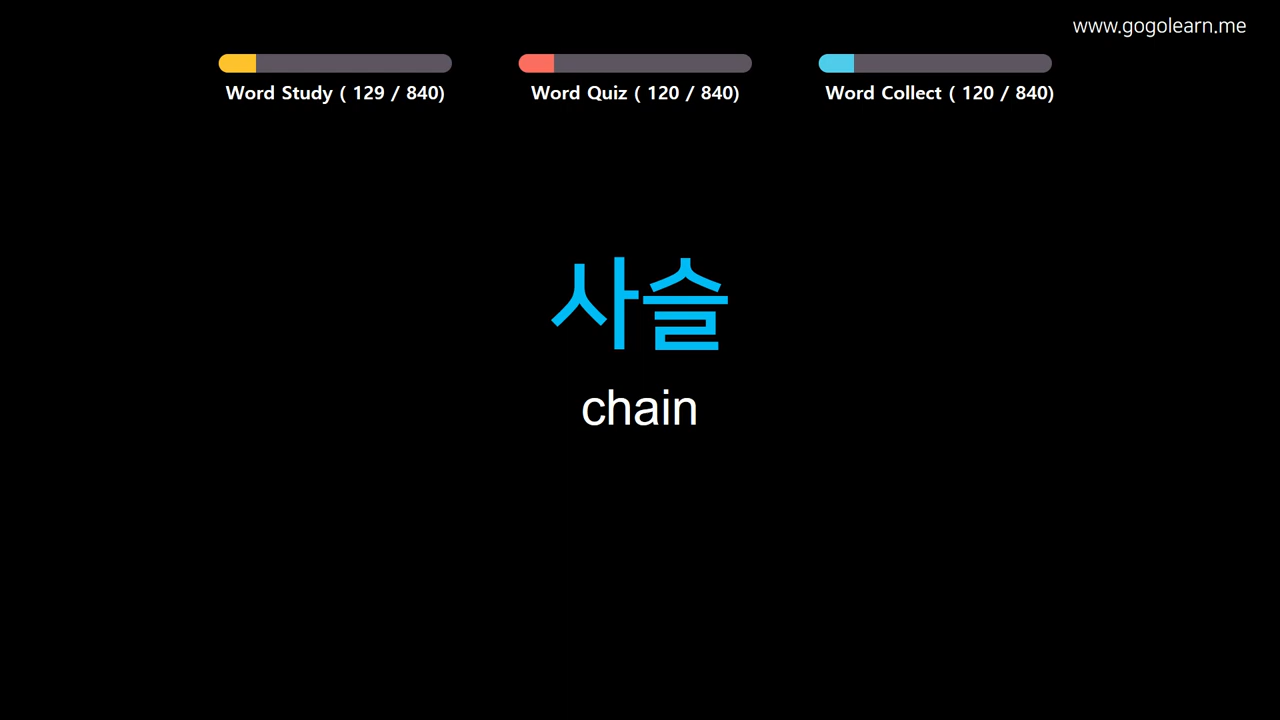 www.gogolearn.me
Word Study ( 129 / 840)
Word Quiz ( 120 / 840)
Word Collect ( 120 / 840)
사슬
chain